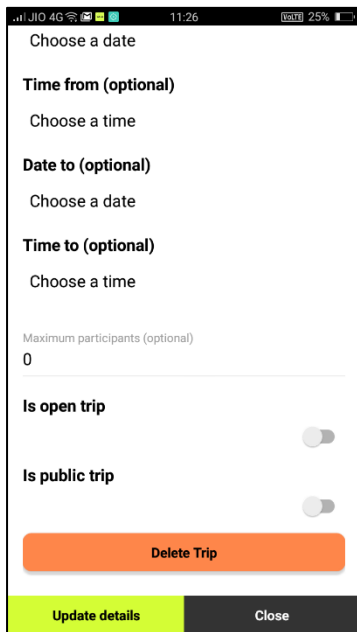 JIO 4G 11:26 VoLTE 25%
Choose a date
Time from (optional)
Choose a time
Date to (optional)
Choose a date
Time to (optional)
Choose a time
Maximum participants (optional)
0
Is open trip
Is public trip
Delete Trip
Update details Close